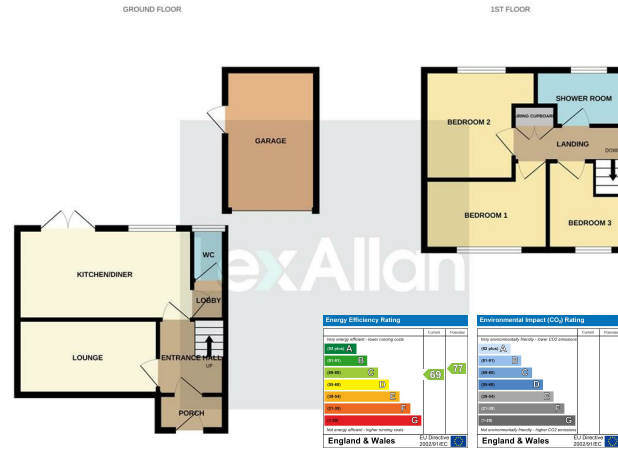 GROUND FLOOR
1ST FLOOR
GARAGE
KITCHEN/DINER
WC
LOBBY
LOUNGE
ENTRANCE HALL
UP
PORCH
BEDROOM 2
SHOWER ROOM
RING CUPBOARD
LANDING
DOW
BEDROOM 1
BEDROOM 3
exAllan
Energy Efficiency Rating
Current
Potential
Very energy efficient - lower running costs
(92 plus) A
(81-91) B
(69-80) C
(55-68) D
(39-54) E
(21-38) F
(1-20) G
69
77
Not energy efficient - higher running costs
England & Wales
EU Directive
2002/91/EC
Environmental Impact (CO₂) Rating
Current
Very environmentally friendly - lower CO2 emissions
(92 plus) A
(81-91) B
(69-80) C
(55-68) D
(39-54) E
(21-38) F
(1-20) G
Not environmentally friendly - higher CO2 emissions
England & Wales
EU Directive
2002/91/EC